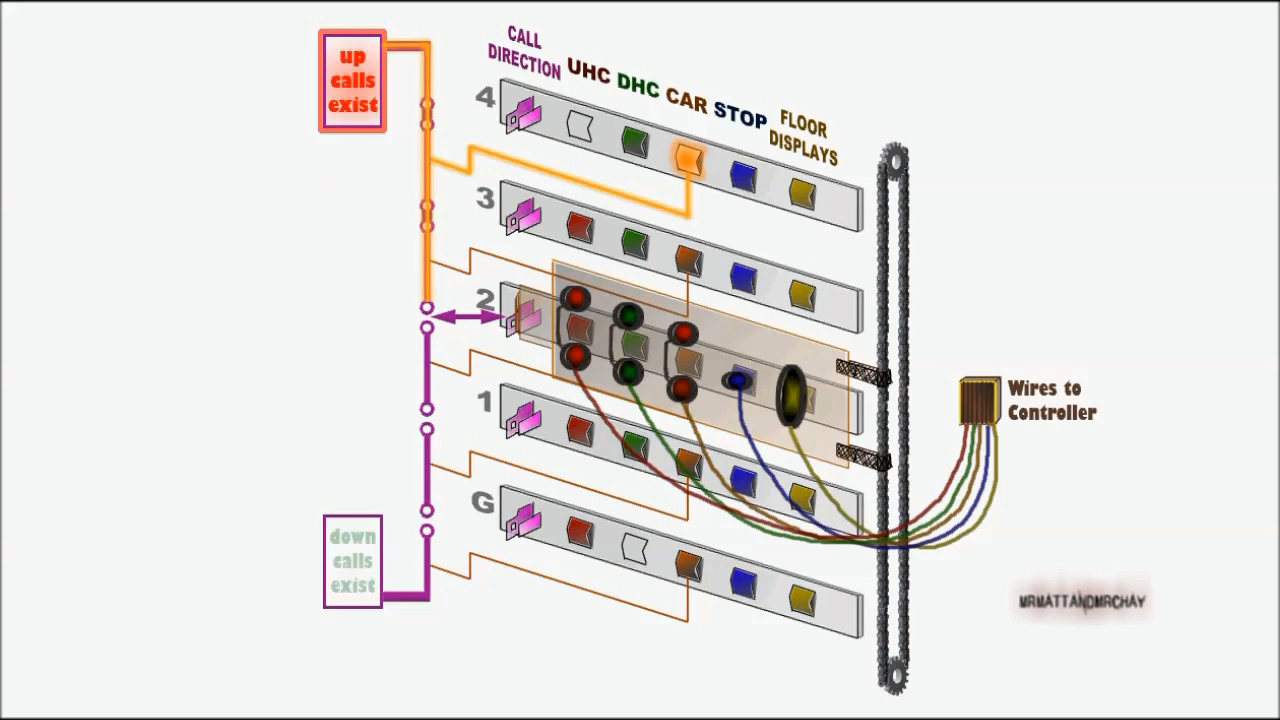 up
calls
exist
CALL
DIRECTION
UHC
DHC
CAR
STOP
FLOOR
DISPLAYS
4
3
2
1
G
Wires to
Controller
down
calls
exist
MRMATTANDMRCHAY